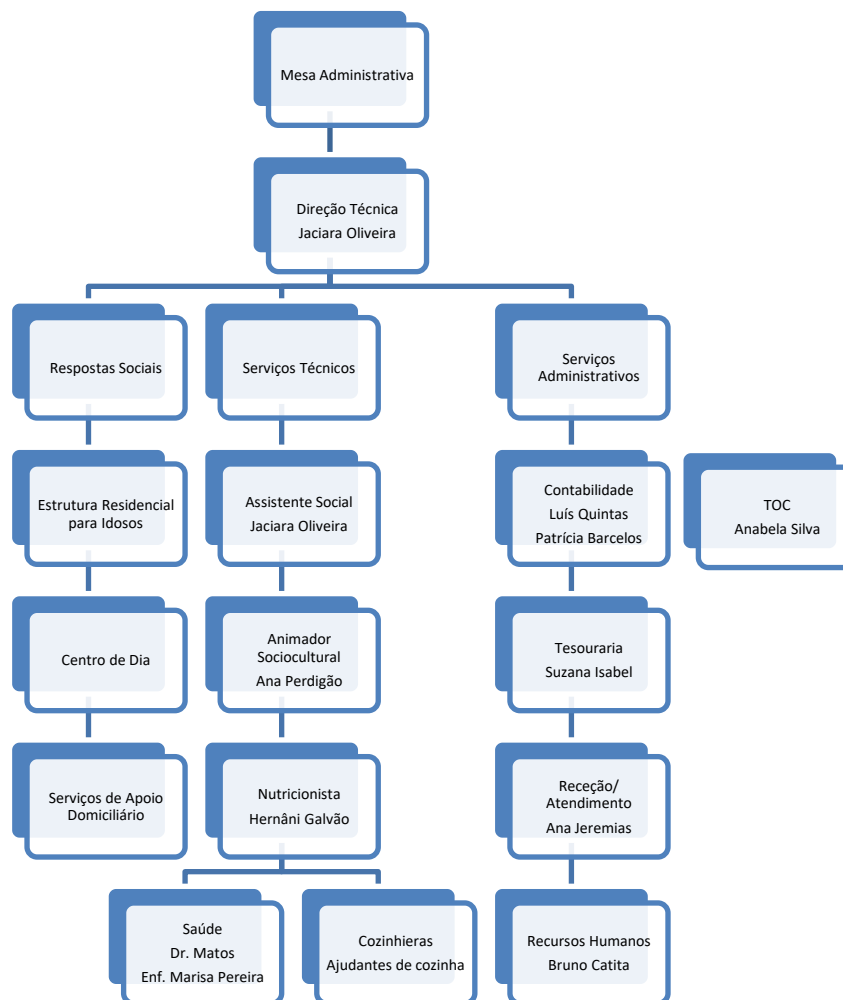 Mesa Administrativa
Direção Técnica
Jaciara Oliveira
Respostas Sociais
Serviços Técnicos
Serviços
Administrativos
Estrutura Residencial
para Idosos
Assistente Social
Jaciara Oliveira
Contabilidade
Luís Quintas
Patrícia Barcelos
TOC
Anabela Silva
Centro de Dia
Animador
Sociocultural
Ana Perdigão
Tesouraria
Suzana Isabel
Serviços de Apoio
Domiciliário
Nutricionista
Hernâni Galvão
Receção/
Atendimento
Ana Jeremias
Saúde
Dr. Matos
Enf. Marisa Pereira
Cozinhieras
Ajudantes de cozinha
Recursos Humanos
Bruno Catita